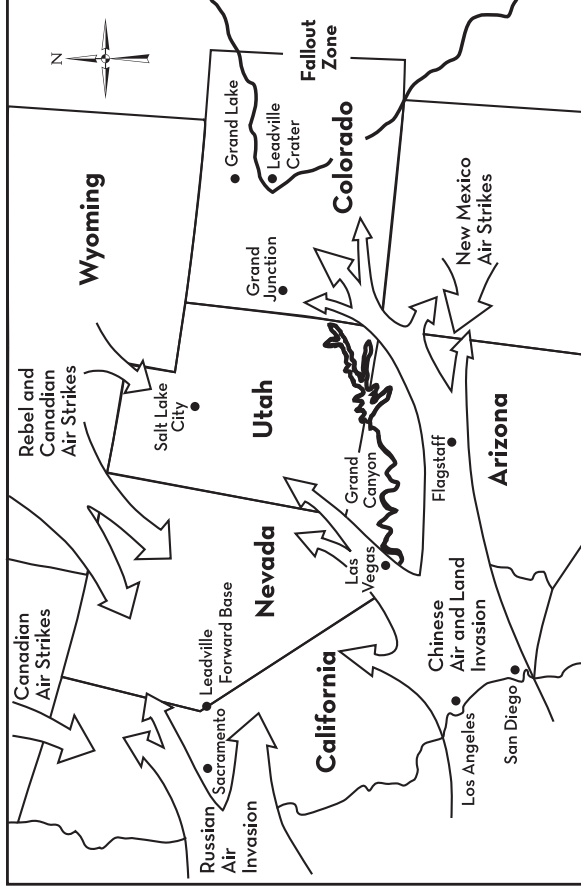 N
Canadian
Air Strikes
Rebel and
Canadian
Air Strikes
Wyoming
Fallout
Zone
Grand Lake
Leadville
Crater
Colorado
Grand
Junction
Salt Lake
City
Utah
Nevada
Leadville
Forward Base
Sacramento
Russian
Air
Invasion
California
Las
Vegas
Grand
Canyon
Flagstaff
Arizona
New Mexico
Air Strikes
Chinese
Air and Land
Invasion
Los Angeles
San Diego